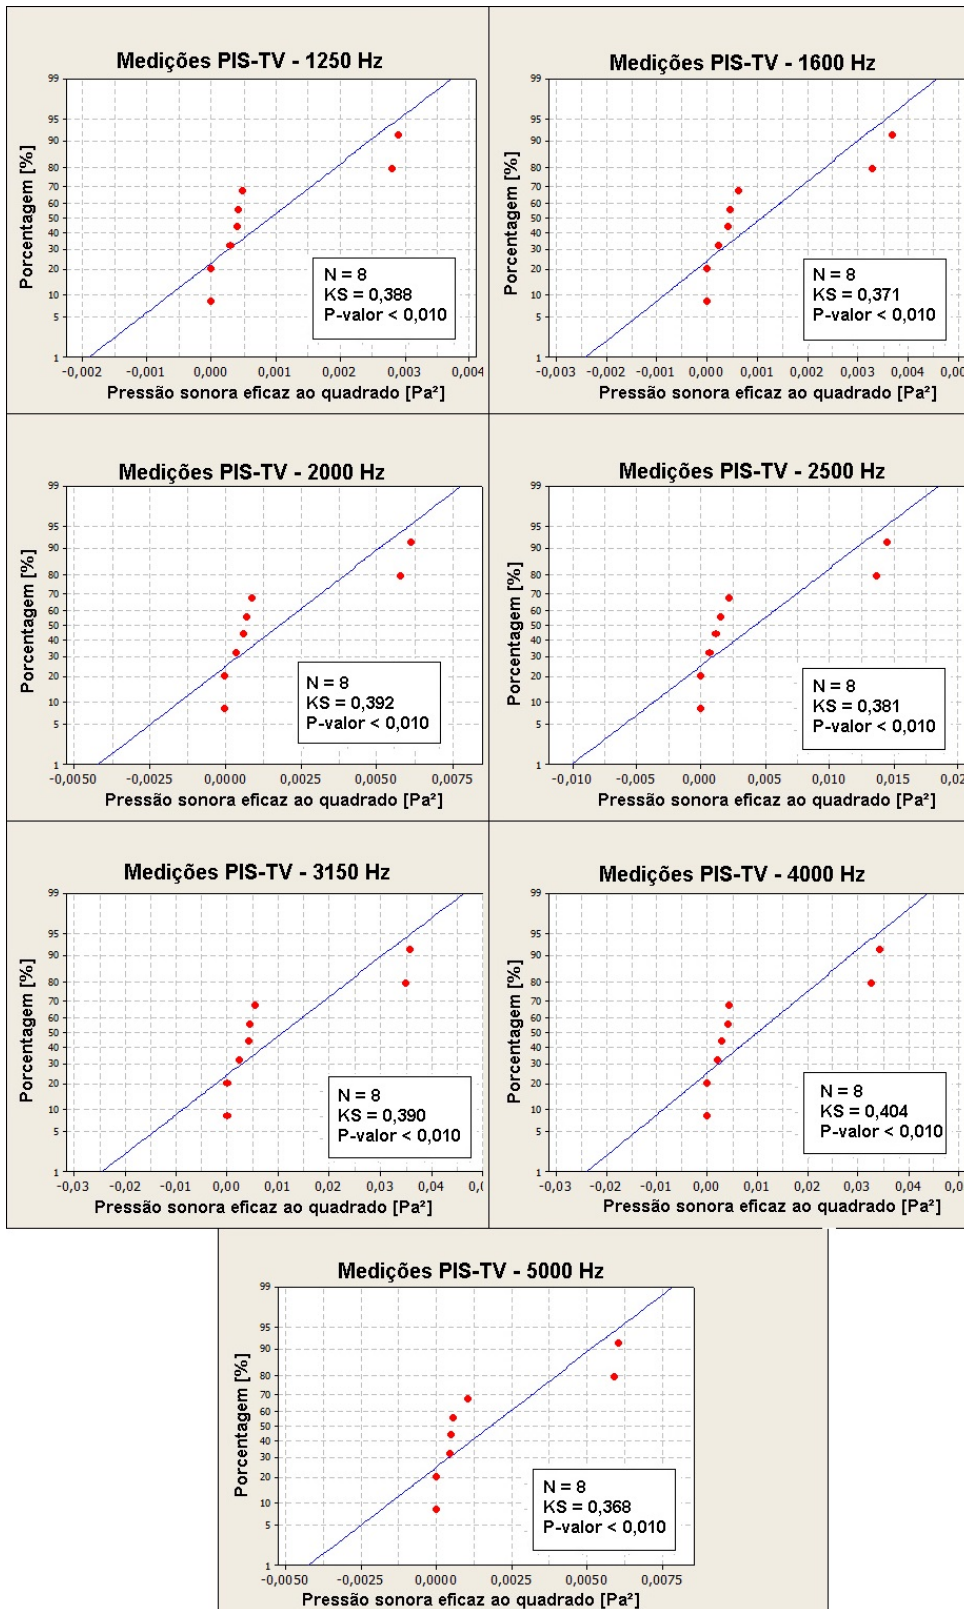 Medições PIS-TV - 1250 Hz
Porcentagem [%]
99
95
90
80
70
60
50
40
30
20
10
5
1
N = 8
KS = 0,388
P-valor < 0,010
-0,002 -0,001 -0,001 0,000 0,001 0,002 0,003 0,004
Pressão sonora eficaz ao quadrado [Pa²]
Medições PIS-TV - 1600 Hz
Porcentagem [%]
99
95
90
80
70
60
50
40
30
20
10
5
1
N = 8
KS = 0,371
P-valor < 0,010
-0,003 -0,002 -0,001 0,000 0,001 0,002 0,003 0,004 0,00
Pressão sonora eficaz ao quadrado [Pa²]
Medições PIS-TV - 2000 Hz
Porcentagem [%]
99
95
90
80
70
60
50
40
30
20
10
5
1
N = 8
KS = 0,392
P-valor < 0,010
-0,0050 -0,0025 0,0000 0,0025 0,0050 0,0075
Pressão sonora eficaz ao quadrado [Pa²]
Medições PIS-TV - 2500 Hz
Porcentagem [%]
99
95
90
80
70
60
50
40
30
20
10
5
1
N = 8
KS = 0,381
P-valor < 0,010
-0,010 -0,005 0,000 0,005 0,010 0,015 0,02
Pressão sonora eficaz ao quadrado [Pa²]
Medições PIS-TV - 3150 Hz
Porcentagem [%]
99
95
90
80
70
60
50
40
30
20
10
5
1
N = 8
KS = 0,390
P-valor < 0,010
-0,03 -0,02 -0,01 0,00 0,01 0,02 0,03 0,04
Pressão sonora eficaz ao quadrado [Pa²]
Medições PIS-TV - 4000 Hz
Porcentagem [%]
99
95
90
80
70
60
50
40
30
20
10
5
1
N = 8
KS = 0,404
P-valor < 0,010
-0,03 -0,02 -0,01 0,00 0,01 0,02 0,03 0,04
Pressão sonora eficaz ao quadrado [Pa²]
Medições PIS-TV - 5000 Hz
Porcentagem [%]
99
95
90
80
70
60
50
40
30
20
10
5
1
N = 8
KS = 0,368
P-valor < 0,010
-0,0050 -0,0025 0,0000 0,0025 0,0050 0,0075
Pressão sonora eficaz ao quadrado [Pa²]